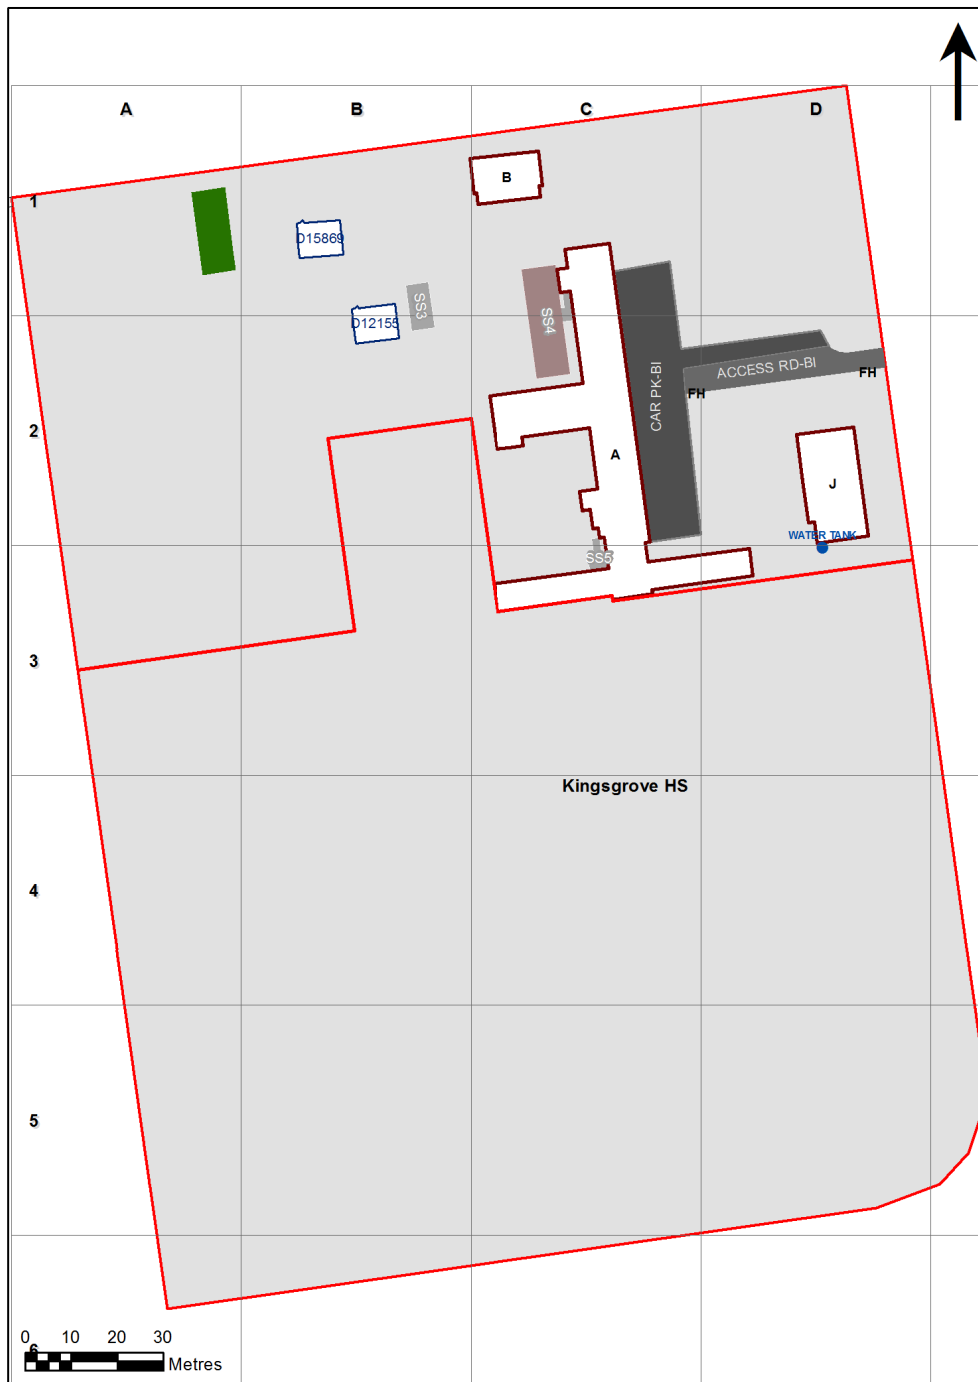 A B C D
1
B
D15869
SS3
D12155
SS4
CAR PK-BI
ACCESS RD-BI
FH
FH
2
A
J
WATER TANK
SS5
3
Kingsgrove HS
4
5
0 10 20 30
6
Metres